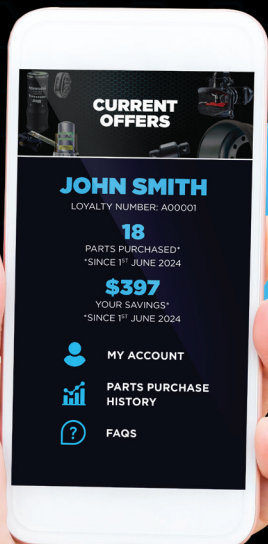 CURRENT
OFFERS
JOHN SMITH
LOYALTY NUMBER: A00001
18
PARTS PURCHASED*
*SINCE 1ST JUNE 2024
$397
YOUR SAVINGS*
*SINCE 1ST JUNE 2024
MY ACCOUNT
PARTS PURCHASE
HISTORY
? FAQS